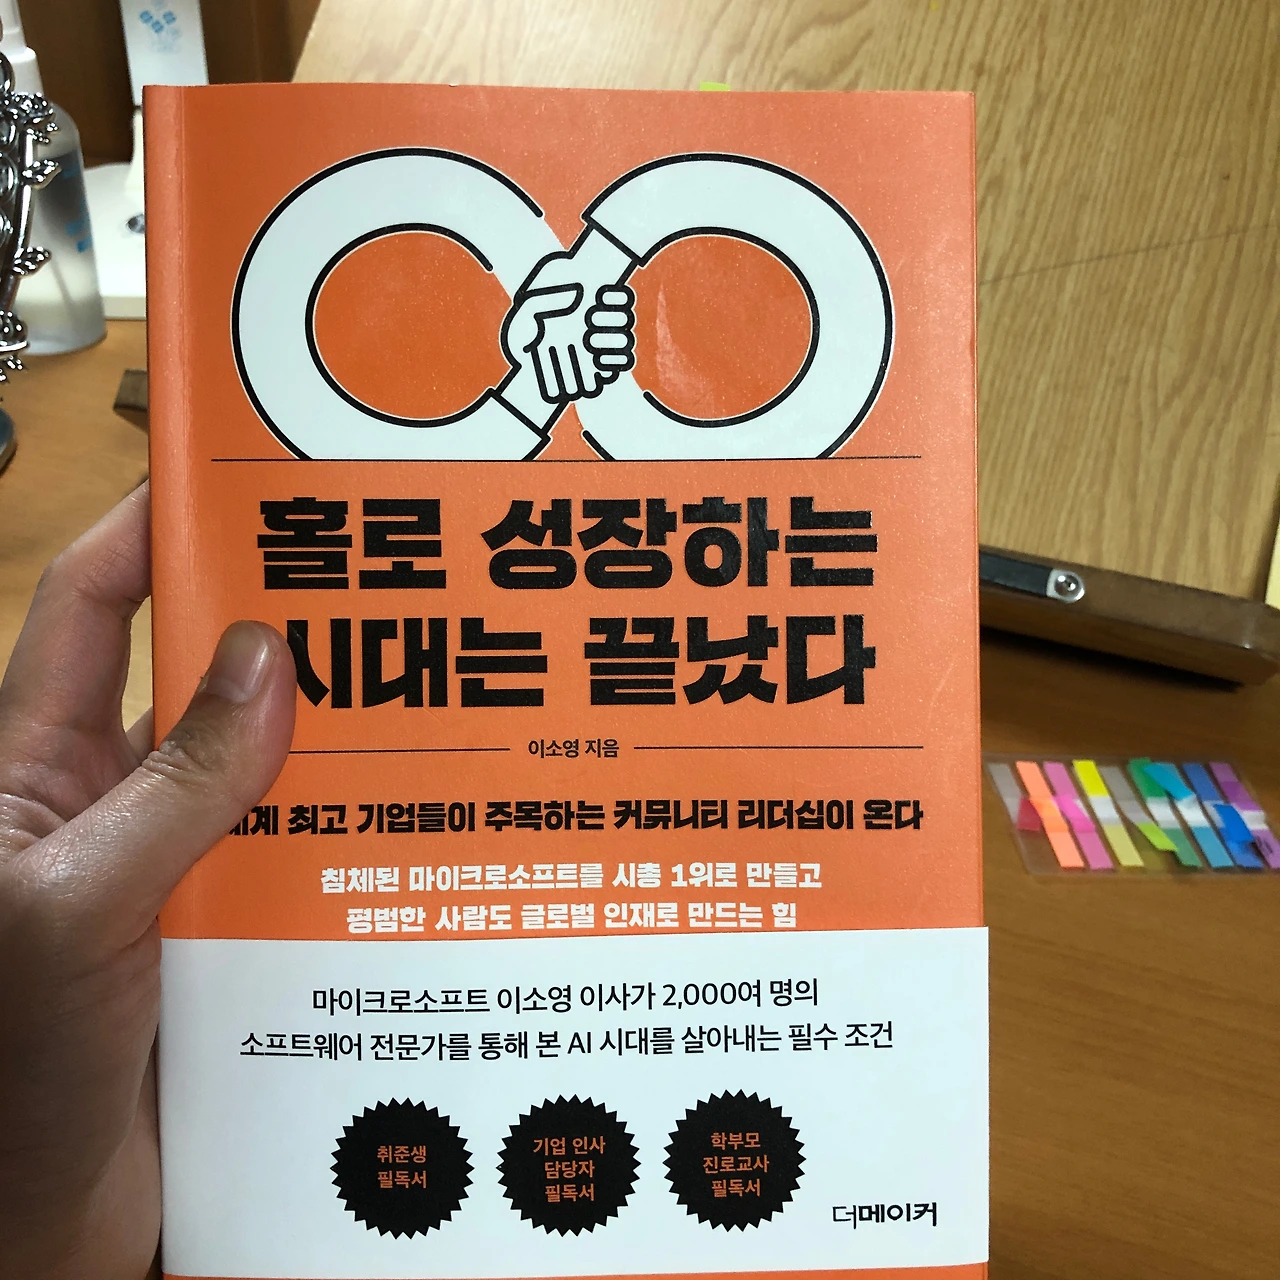 홀로 성장하는
시대는 끝났다
이소영 지음
세계 최고 기업들이 주목하는 커뮤니티 리더십이 온다
침체된 마이크로소프트를 시총 1위로 만들고
평범한 사람도 글로벌 인재로 만드는 힘
마이크로소프트 이소영 이사가 2,000여 명의
소프트웨어 전문가를 통해 본 AI 시대를 살아내는 필수 조건
취준생
필독서
기업 인사
담당자
필독서
학부모
진로교사
필독서
더메이커